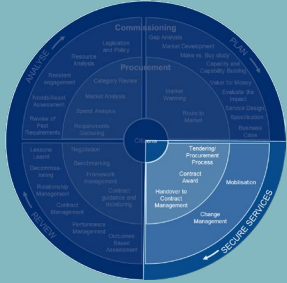 Commissioning
Legislation
and Policy
Resource
Analysis
Resident
engagement
Needs/Asset
Assessment
Review of
Past
Requirements
ANALYSE
Gap Analysis
Market Development
Make vs. Buy study
Capacity and
Capability Building
Value for Money
Evaluate the
Impact
Service Design
Specification
Business
Case
PLAN
Procurement
Category Review
Market Analysis
Spend Analysis
Requirements
Gathering
Market
Warming
Route to
Market
Lessons
Learnt
Decommiss-
ioning
Relationship
Management
Contract
Management
Performance
Management
Outcomes
Based
Assessment
REVIEW
Negotiation
Benchmarking
Framework
management
Contract
guidance and
monitoring
Tendering/
Procurement
Process
Contract
Award
Handover to
Contract
Management
Mobilisation
Change
Management
SECURE SERVICES